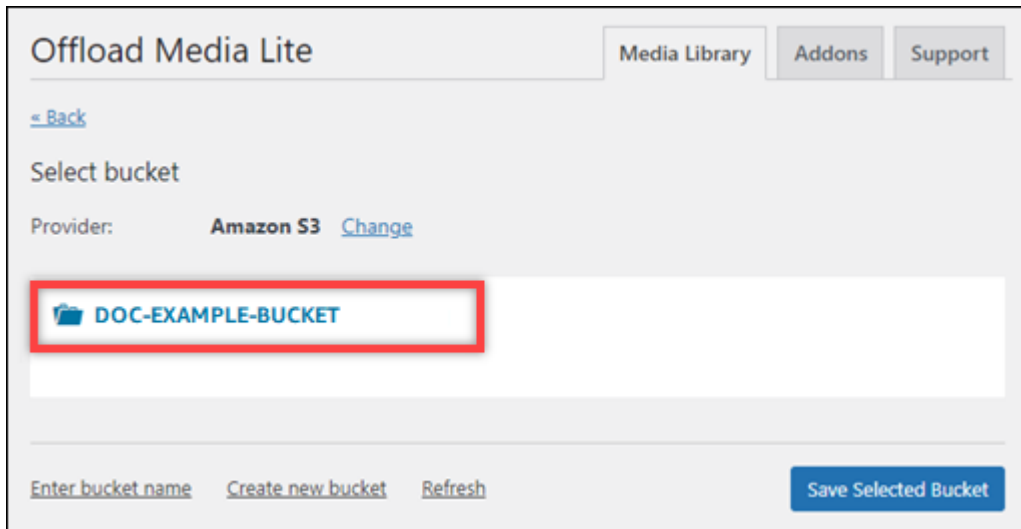 Offload Media Lite
Media Library Addons Support
« Back
Select bucket
Provider: Amazon S3 Change
DOC-EXAMPLE-BUCKET
Enter bucket name Create new bucket Refresh Save Selected Bucket